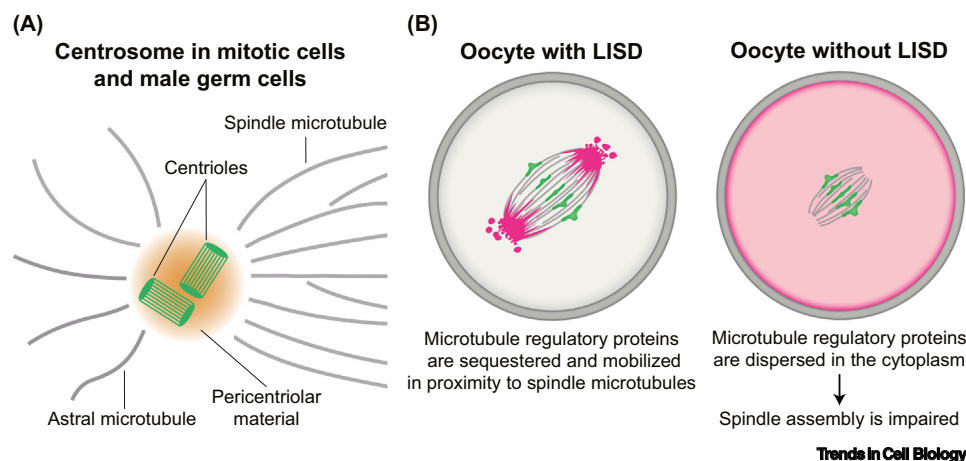 (A)
Centrosome in mitotic cells
and male germ cells
Spindle microtubule
Centrioles
Astral microtubule
Pericentriolar
material
(B)
Oocyte with LISD
Microtubule regulatory proteins
are sequestered and mobilized
in proximity to spindle microtubules
Oocyte without LISD
Microtubule regulatory proteins
are dispersed in the cytoplasm
Spindle assembly is impaired
Trends in Cell Biology